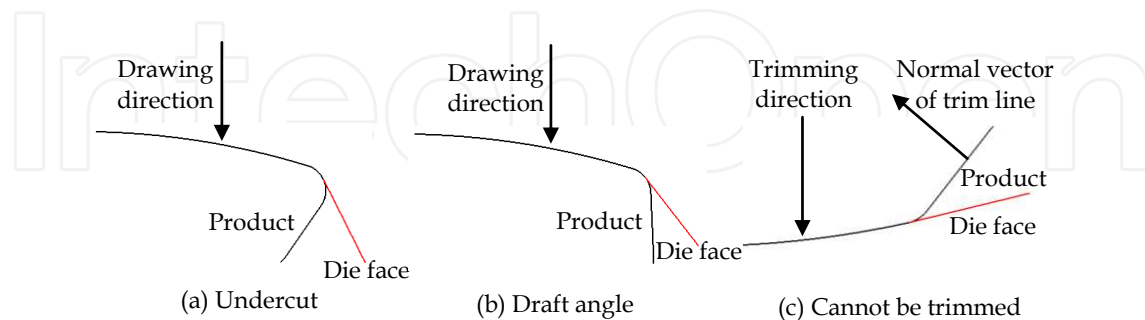 IntechOpen
Drawing
direction
Product
Die face
(a) Undercut
Drawing
direction
Product
Die face
(b) Draft angle
Trimming
direction
Normal vector
of trim line
Product
Die face
(c) Cannot be trimmed